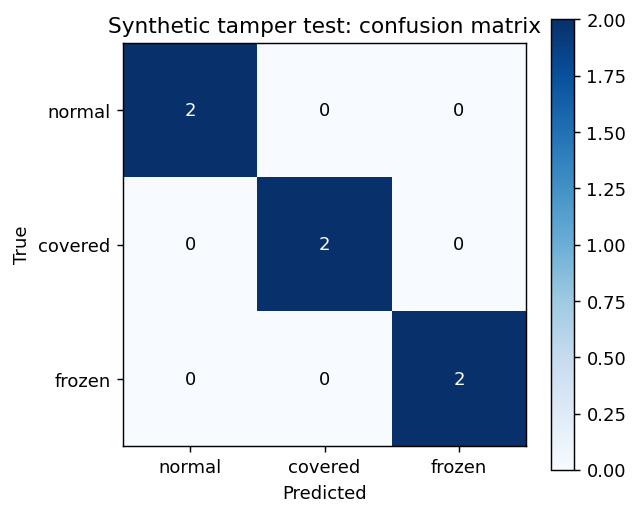 Synthetic tamper test: confusion matrix
2.00
1.75
1.50
1.25
1.00
0.75
0.50
0.25
0.00
True
normal 2 0 0
covered 0 2 0
frozen 0 0 2
normal covered frozen
Predicted